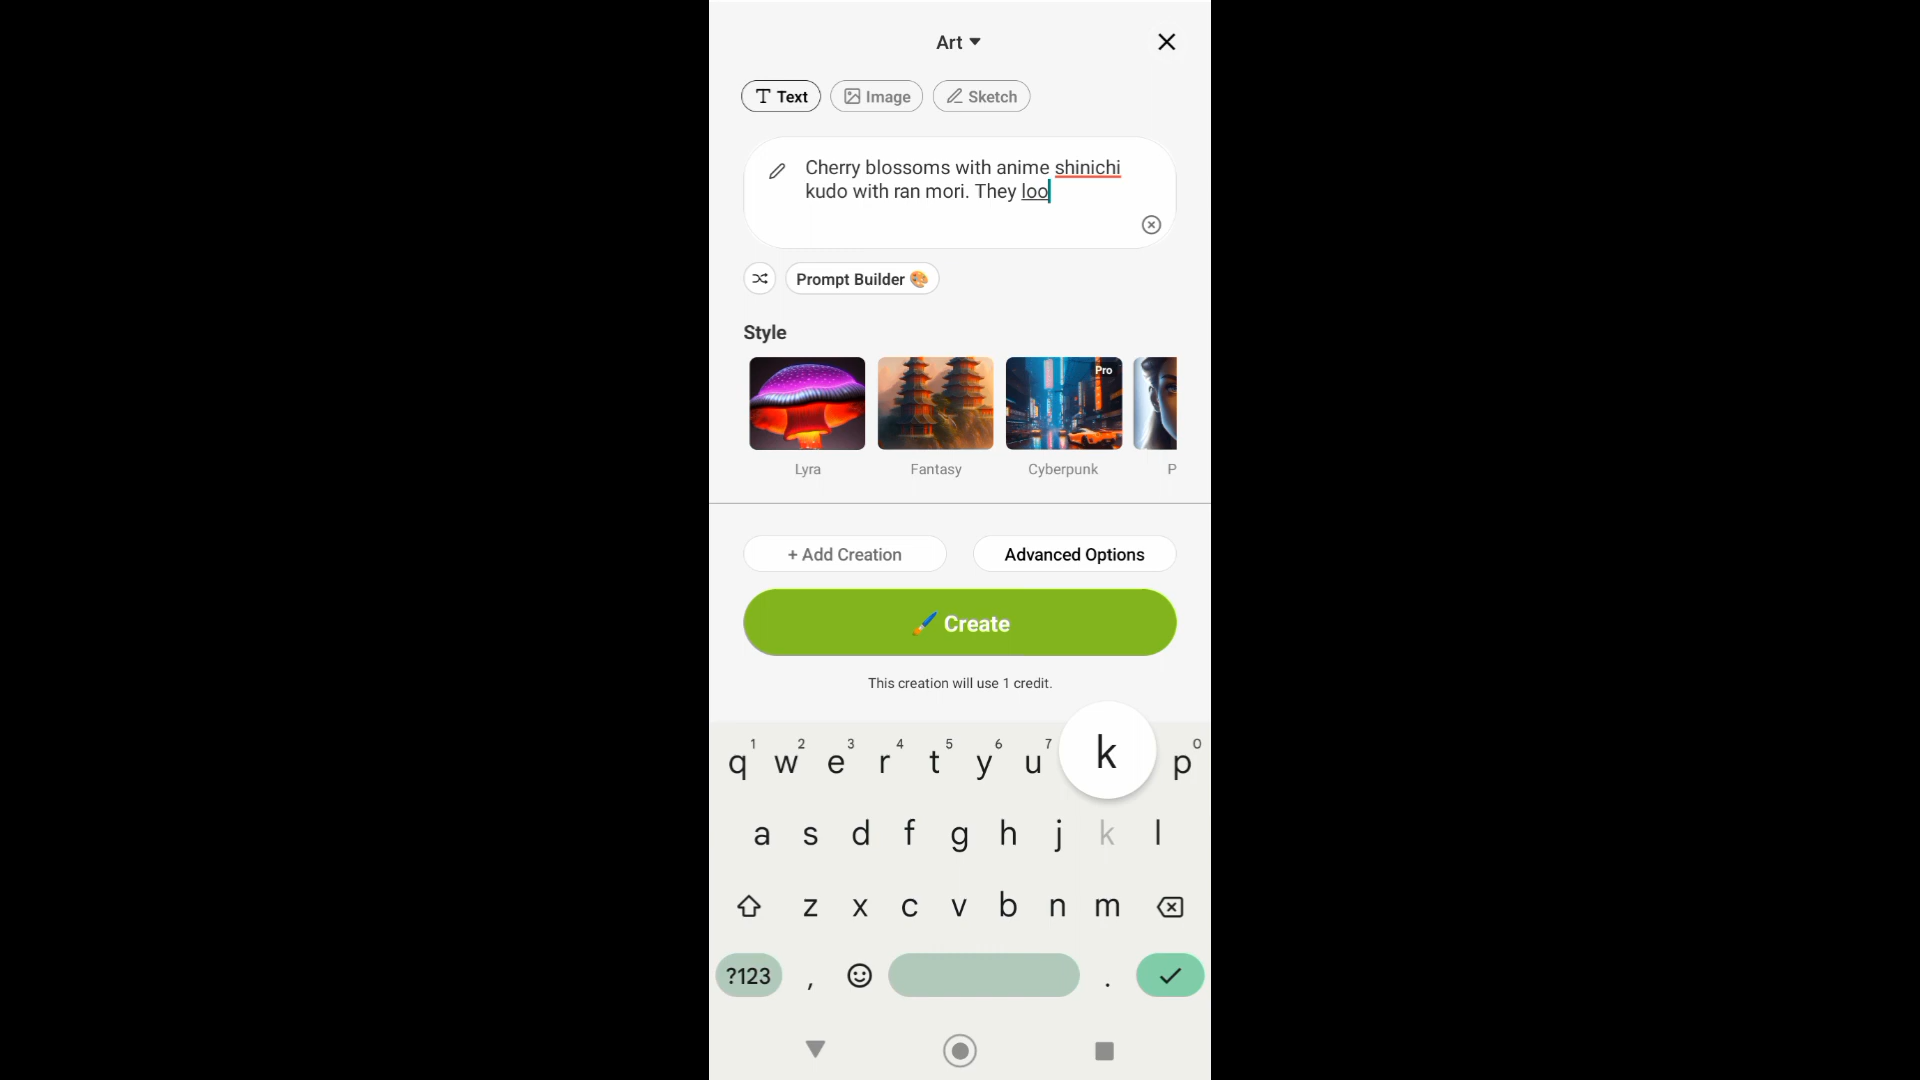 Art
Text Image Sketch
Cherry blossoms with anime shinichi
kudo with ran mori. They loo
Prompt Builder
Style
Pro
Lyra Fantasy Cyberpunk P
+ Add Creation Advanced Options
Create
This creation will use 1 credit.
1 2 3 4 5 6 7 0
q w e r t y u k p
a s d f g h j k l
z x c v b n m
?123 , .